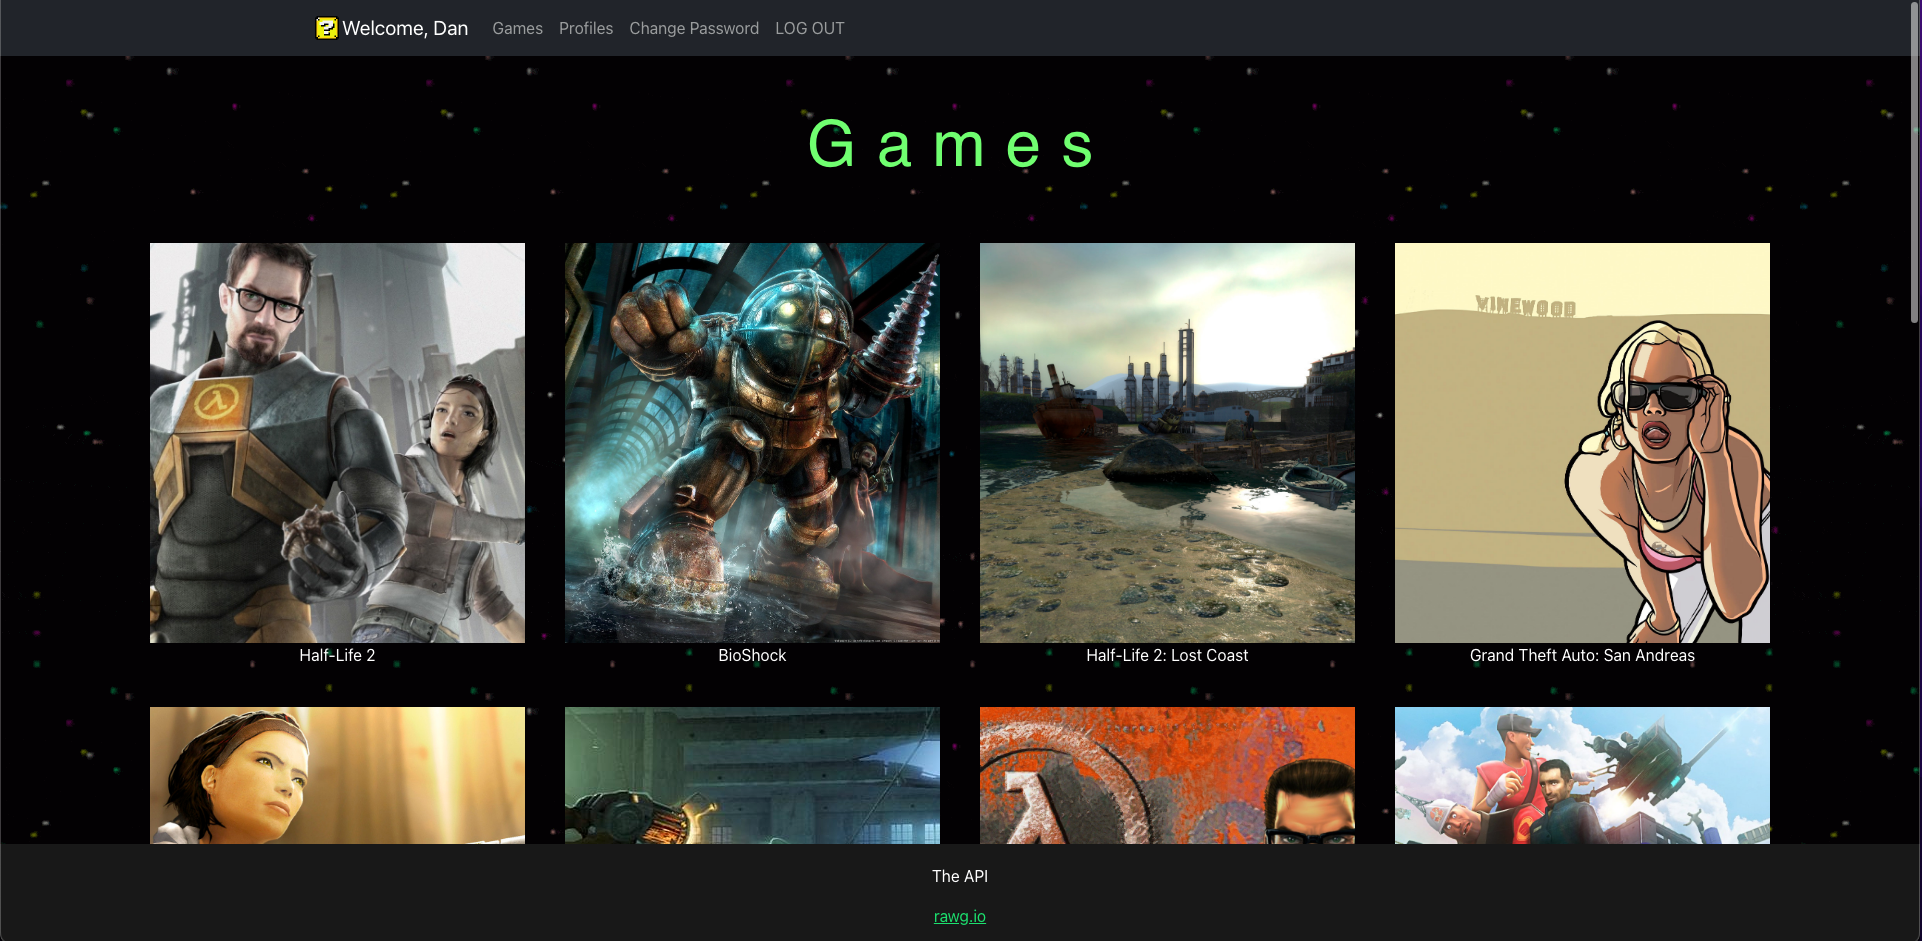 Welcome, Dan Games Profiles Change Password LOG OUT
Games
VINEWOOD
Half-Life 2
BioShock
Half-Life 2: Lost Coast
Grand Theft Auto: San Andreas
The API
rawg.io